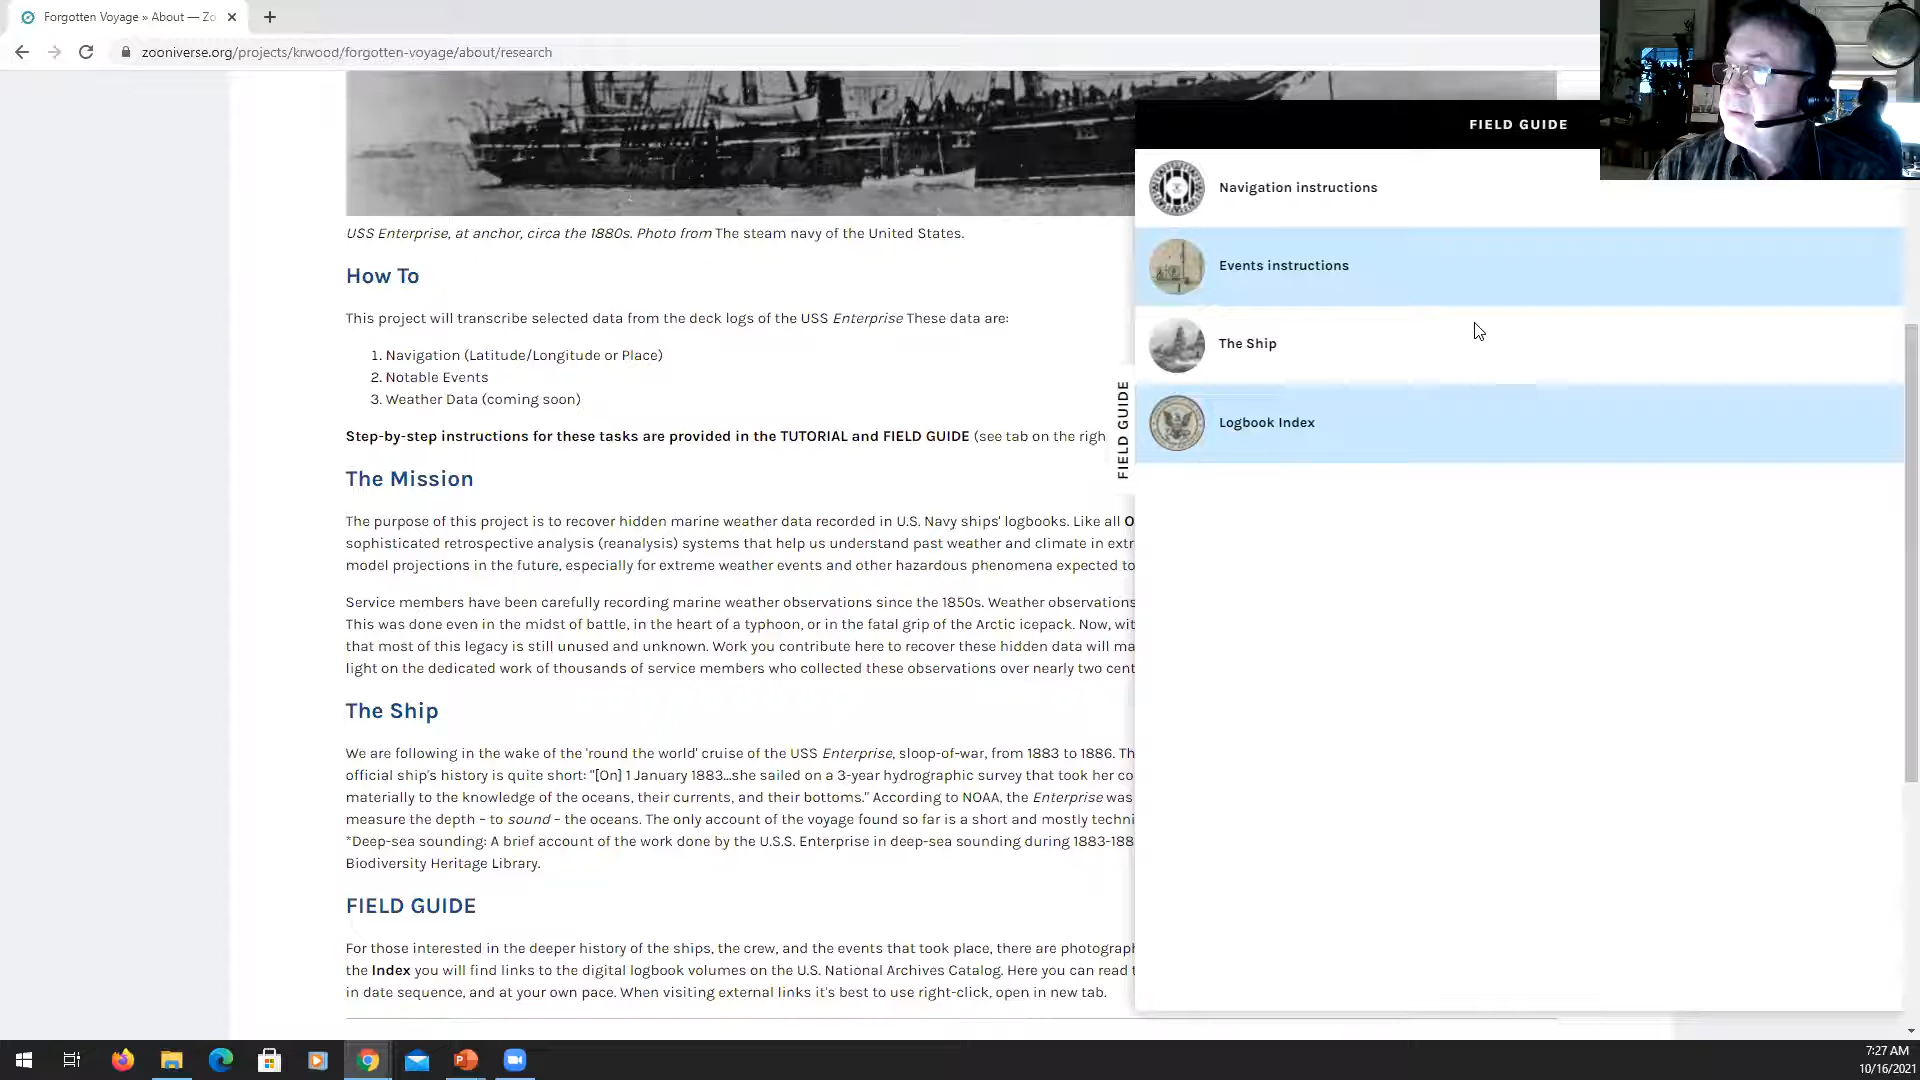 Forgotten Voyage » About — Zo
zooniverse.org/projects/krwood/forgotten-voyage/about/research
USS Enterprise, at anchor, circa the 1880s. Photo from The steam navy of the United States.
How To
This project will transcribe selected data from the deck logs of the USS Enterprise These data are:
1. Navigation (Latitude/Longitude or Place)
2. Notable Events
3. Weather Data (coming soon)
Step-by-step instructions for these tasks are provided in the TUTORIAL and FIELD GUIDE (see tab on the righ
The Mission
The purpose of this project is to recover hidden marine weather data recorded in U.S. Navy ships' logbooks. Like all O
sophisticated retrospective analysis (reanalysis) systems that help us understand past weather and climate in extr
model projections in the future, especially for extreme weather events and other hazardous phenomena expected to
Service members have been carefully recording marine weather observations since the 1850s. Weather observations
This was done even in the midst of battle, in the heart of a typhoon, or in the fatal grip of the Arctic icepack. Now, wit
that most of this legacy is still unused and unknown. Work you contribute here to recover these hidden data will ma
light on the dedicated work of thousands of service members who collected these observations over nearly two cent
The Ship
We are following in the wake of the 'round the world' cruise of the USS Enterprise, sloop-of-war, from 1883 to 1886. Th
official ship's history is quite short: "[On] 1 January 1883...she sailed on a 3-year hydrographic survey that took her co
materially to the knowledge of the oceans, their currents, and their bottoms." According to NOAA, the Enterprise was
measure the depth – to sound – the oceans. The only account of the voyage found so far is a short and mostly techni
*Deep-sea sounding: A brief account of the work done by the U.S.S. Enterprise in deep-sea sounding during 1883-188
Biodiversity Heritage Library.
FIELD GUIDE
For those interested in the deeper history of the ships, the crew, and the events that took place, there are photograph
the Index you will find links to the digital logbook volumes on the U.S. National Archives Catalog. Here you can read t
in date sequence, and at your own pace. When visiting external links it's best to use right-click, open in new tab.
FIELD GUIDE
FIELD GUIDE
Navigation instructions
Events instructions
The Ship
Logbook Index
7:27 AM
10/16/2021